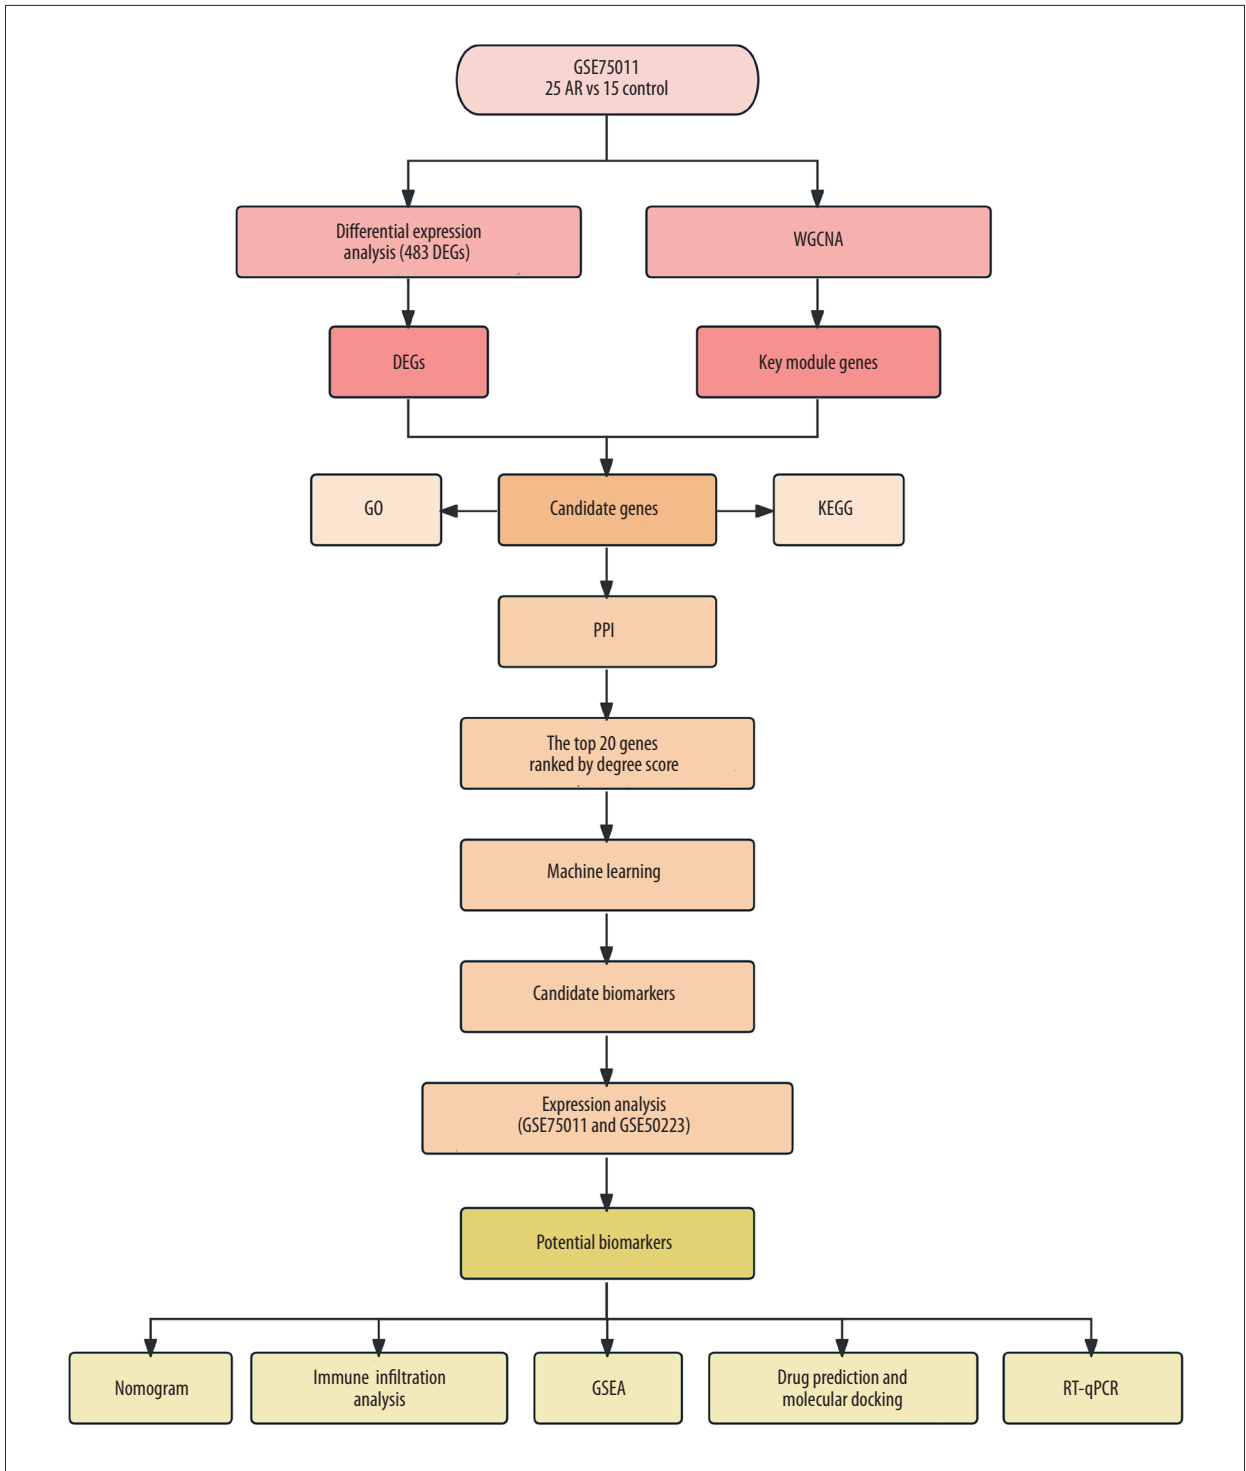 GSE75011
25 AR vs 15 control
Differential expression
analysis (483 DEGs)
WGCNA
DEGs
Key module genes
GO
Candidate genes
KEGG
PPI
The top 20 genes
ranked by degree score
Machine learning
Candidate biomarkers
Expression analysis
(GSE75011 and GSE50223)
Potential biomarkers
Nomogram
Immune infiltration
analysis
GSEA
Drug prediction and
molecular docking
RT-qPCR